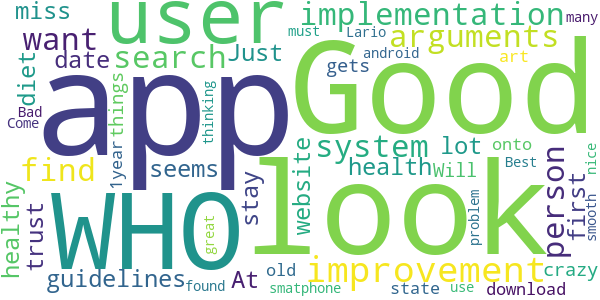 miss
user
implementation
many
must
Lario
want
search
Just
arguments
date
android
art
diet
things
gets
Bad
Come
app
Good
thinking
1year
system
lot
onto
nice
find
seems
website
health
Will
Best
person
first
smooth
healthy
trust
WHO
great
stay
look
problem
guidelines
found
At
old
improvement
crazy
smatphone
state
use
download